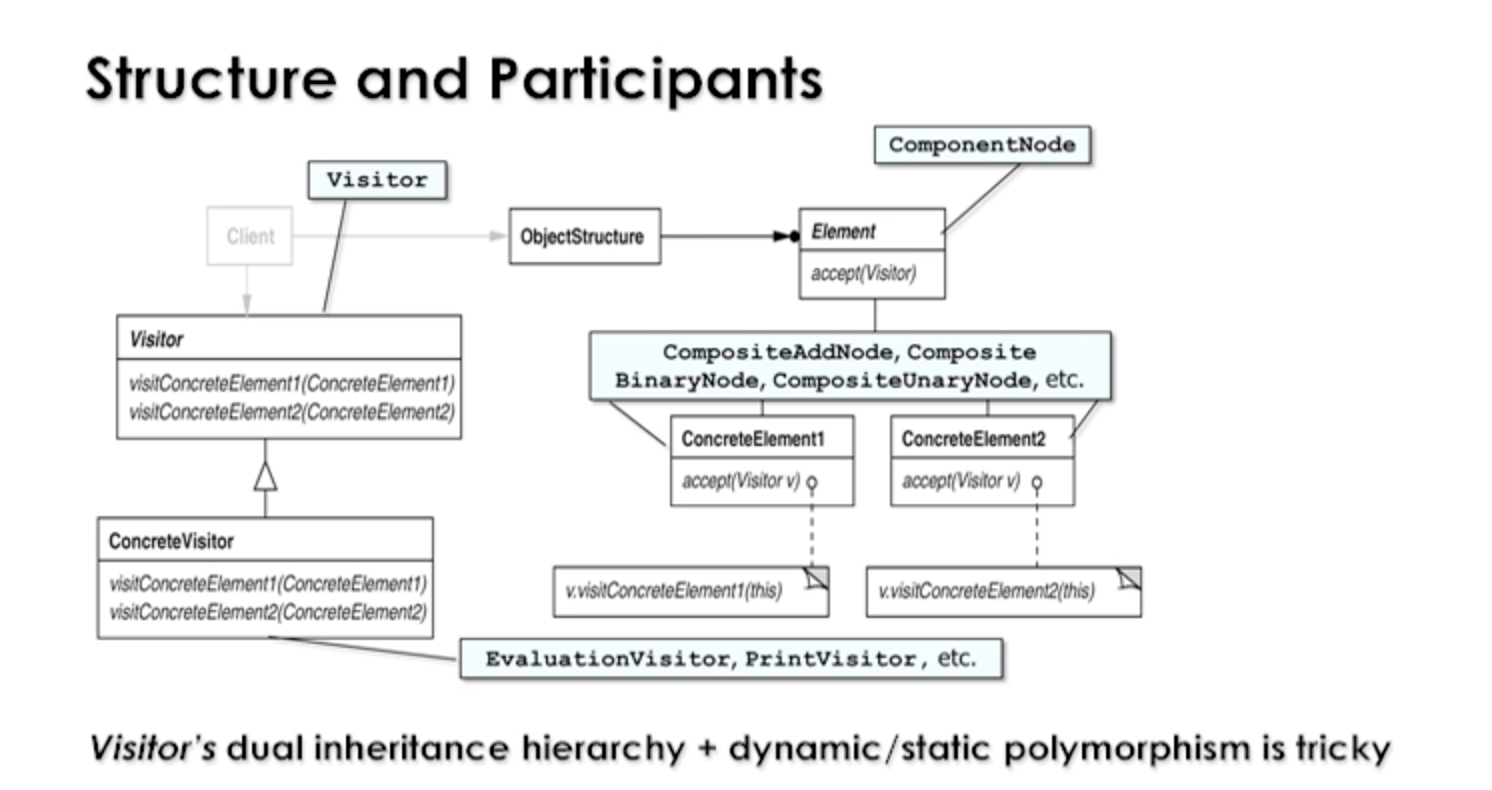 Structure and Participants
ComponentNode
Visitor
Client
ObjectStructure
Element
accept(Visitor)
Visitor
visitConcreteElement1(ConcreteElement1)
visitConcreteElement2(ConcreteElement2)
CompositeAddNode, Composite
BinaryNode, CompositeUnaryNode, etc.
ConcreteElement1
accept(Visitor v)
ConcreteElement2
accept(Visitor v)
ConcreteVisitor
visitConcreteElement1(ConcreteElement1)
visitConcreteElement2(ConcreteElement2)
v.visitConcreteElement1(this)
v.visitConcreteElement2(this)
EvaluationVisitor, PrintVisitor, etc.
Visitor's dual inheritance hierarchy + dynamic/static polymorphism is tricky